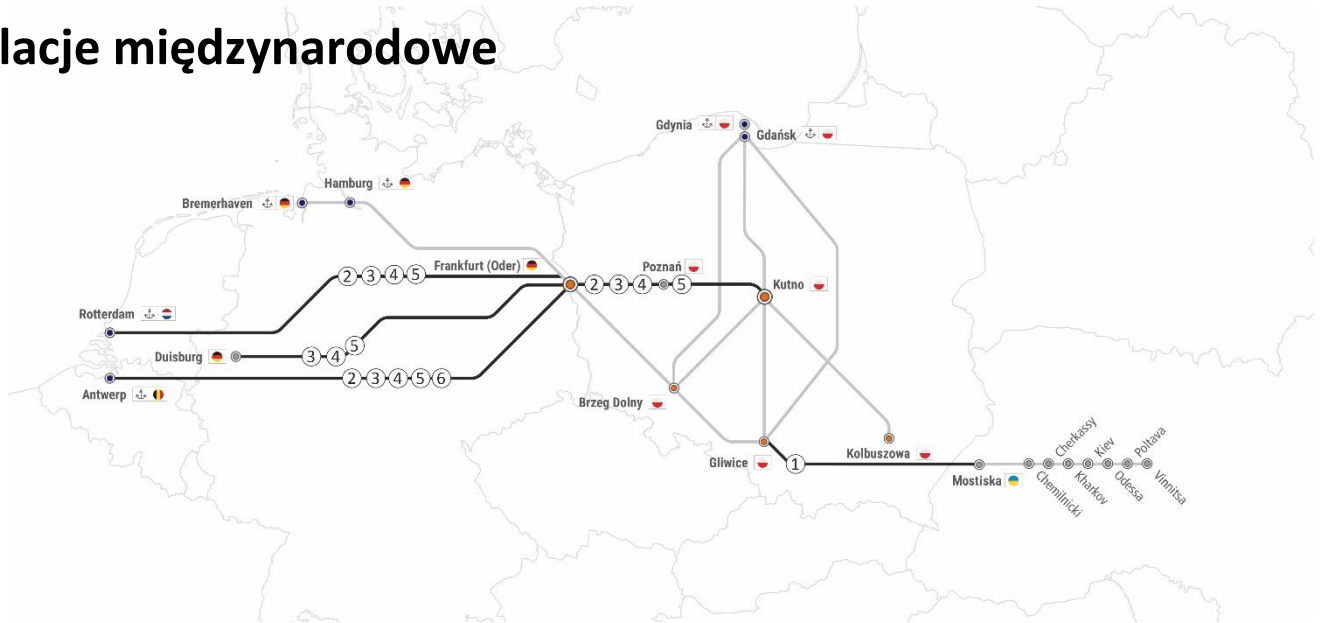 lacje międzynarodowe
Gdynia
Gdańsk
Hamburg
Bremerhaven
Frankfurt (Oder)
2 3 4 5
Poznań
2 3 4 5
Kutno
Rotterdam
Duisburg
3 4 5
Antwerp
2 3 4 5 6
Brzeg Dolny
Gliwice
1
Kolbuszowa
Mostiska
Chemilnicki
Cherkassy
Kharkov
Kiev
Odessa
Poltava
Vinnitsa